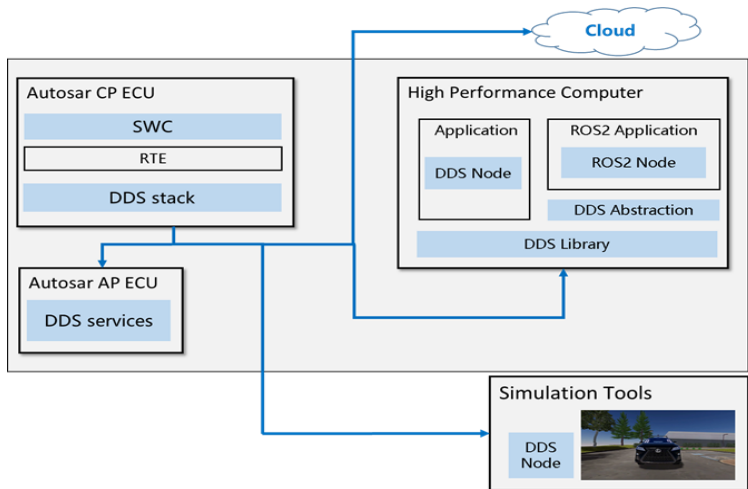 Cloud
Autosar CP ECU
SWC
RTE
DDS stack
High Performance Computer
Application
DDS Node
ROS2 Application
ROS2 Node
DDS Abstraction
DDS Library
Autosar AP ECU
DDS services
Simulation Tools
DDS
Node